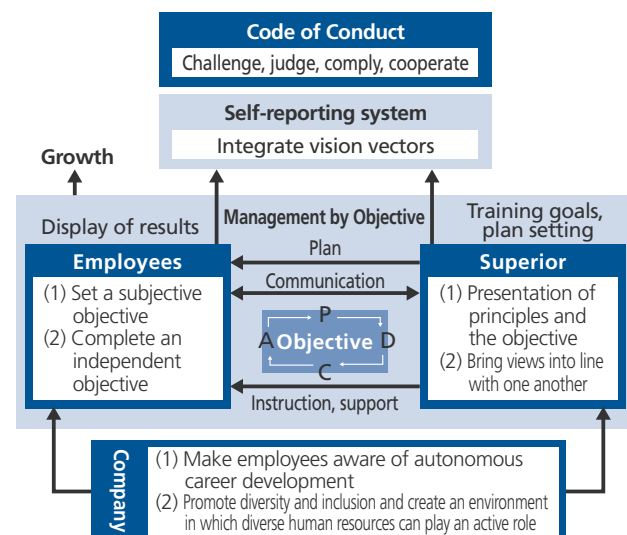 Code of Conduct
Challenge, judge, comply, cooperate
Self-reporting system
Integrate vision vectors
Growth
Display of results
Management by Objective
Training goals,
plan setting
Plan
Employees
(1) Set a subjective
objective
(2) Complete an
independent
objective
Communication
P
A Objective D
C
Instruction, support
Superior
(1) Presentation of
principles and
the objective
(2) Bring views into line
with one another
Company
(1) Make employees aware of autonomous
career development
(2) Promote diversity and inclusion and create an environment
in which diverse human resources can play an active role